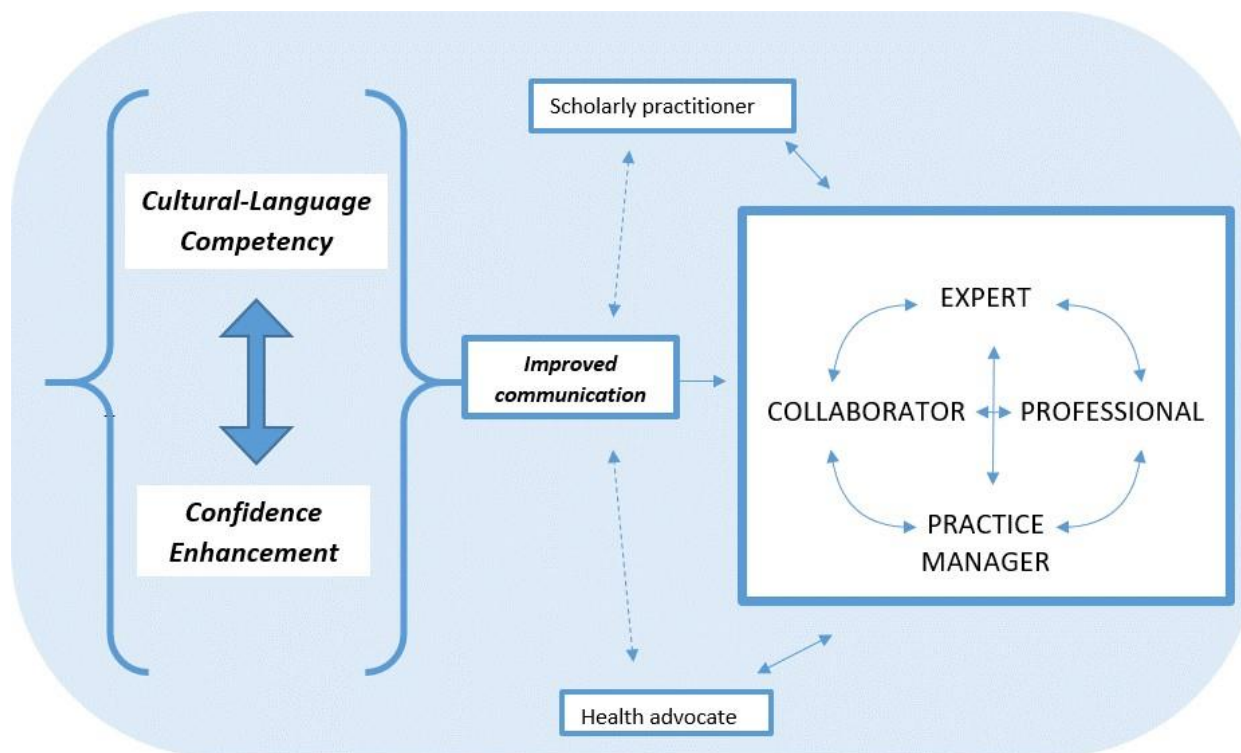 Scholarly practitioner
Cultural-Language
Competency
Confidence
Enhancement
Improved
communication
EXPERT
COLLABORATOR
PROFESSIONAL
PRACTICE
MANAGER
Health advocate